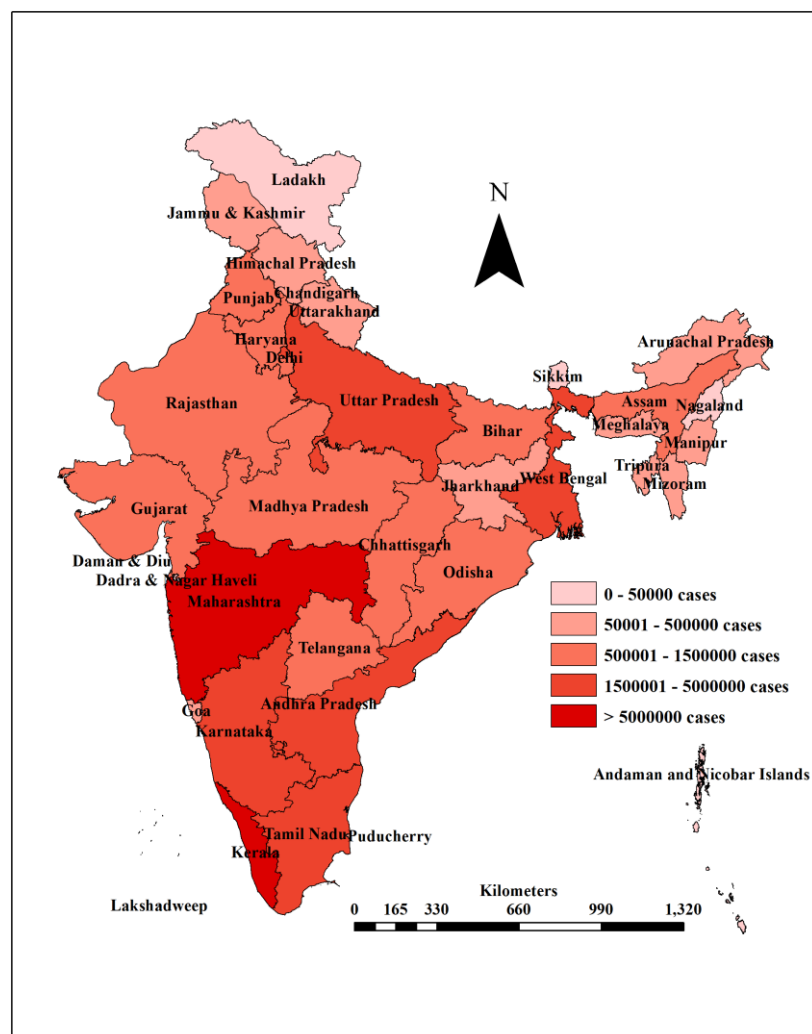 Ladakh
N
Jammu & Kashmir
Himachal Pradesh
Chandigarh
Punjab
Uttarakhand
Haryana
Delhi
Arunachal Pradesh
Sikkim
Rajasthan
Uttar Pradesh
Assam
Nagaland
Meghalaya
Bihar
Manipur
Tripura
West Bengal
Jharkhand
Mizoram
Gujarat
Madhya Pradesh
Chhattisgarh
Daman & Diu
Odisha
Dadra & Nagar Haveli
Maharashtra
0 - 50000 cases
50001 - 500000 cases
Telangana
500001 - 1500000 cases
1500001 - 5000000 cases
Andhra Pradesh
Goa
> 5000000 cases
Karnataka
Andaman and Nicobar Islands
Tamil Nadu
Puducherry
Kerala
Kilometers
Lakshadweep
0 165 330 660 990 1,320